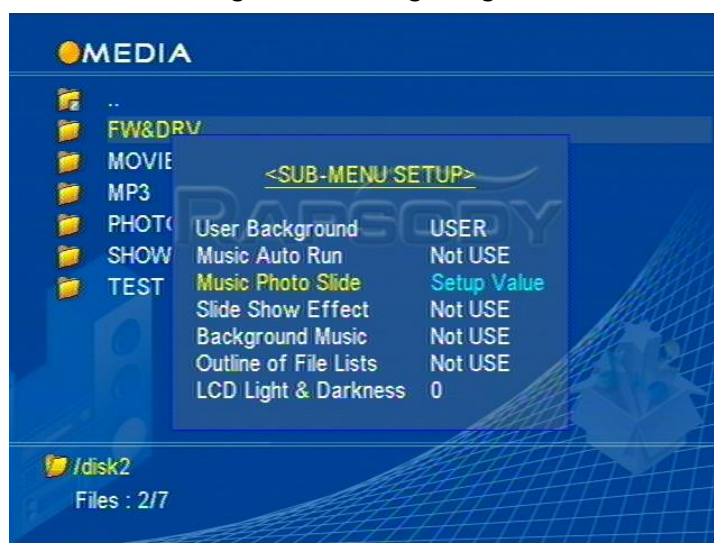 MEDIA
..
FW&DRV
MOVIE
MP3
PHOTO
SHOW
TEST
<SUB-MENU SETUP>
RAPSODY
User Background USER
Music Auto Run Not USE
Music Photo Slide Setup Value
Slide Show Effect Not USE
Background Music Not USE
Outline of File Lists Not USE
LCD Light & Darkness 0
/disk2
Files : 2/7